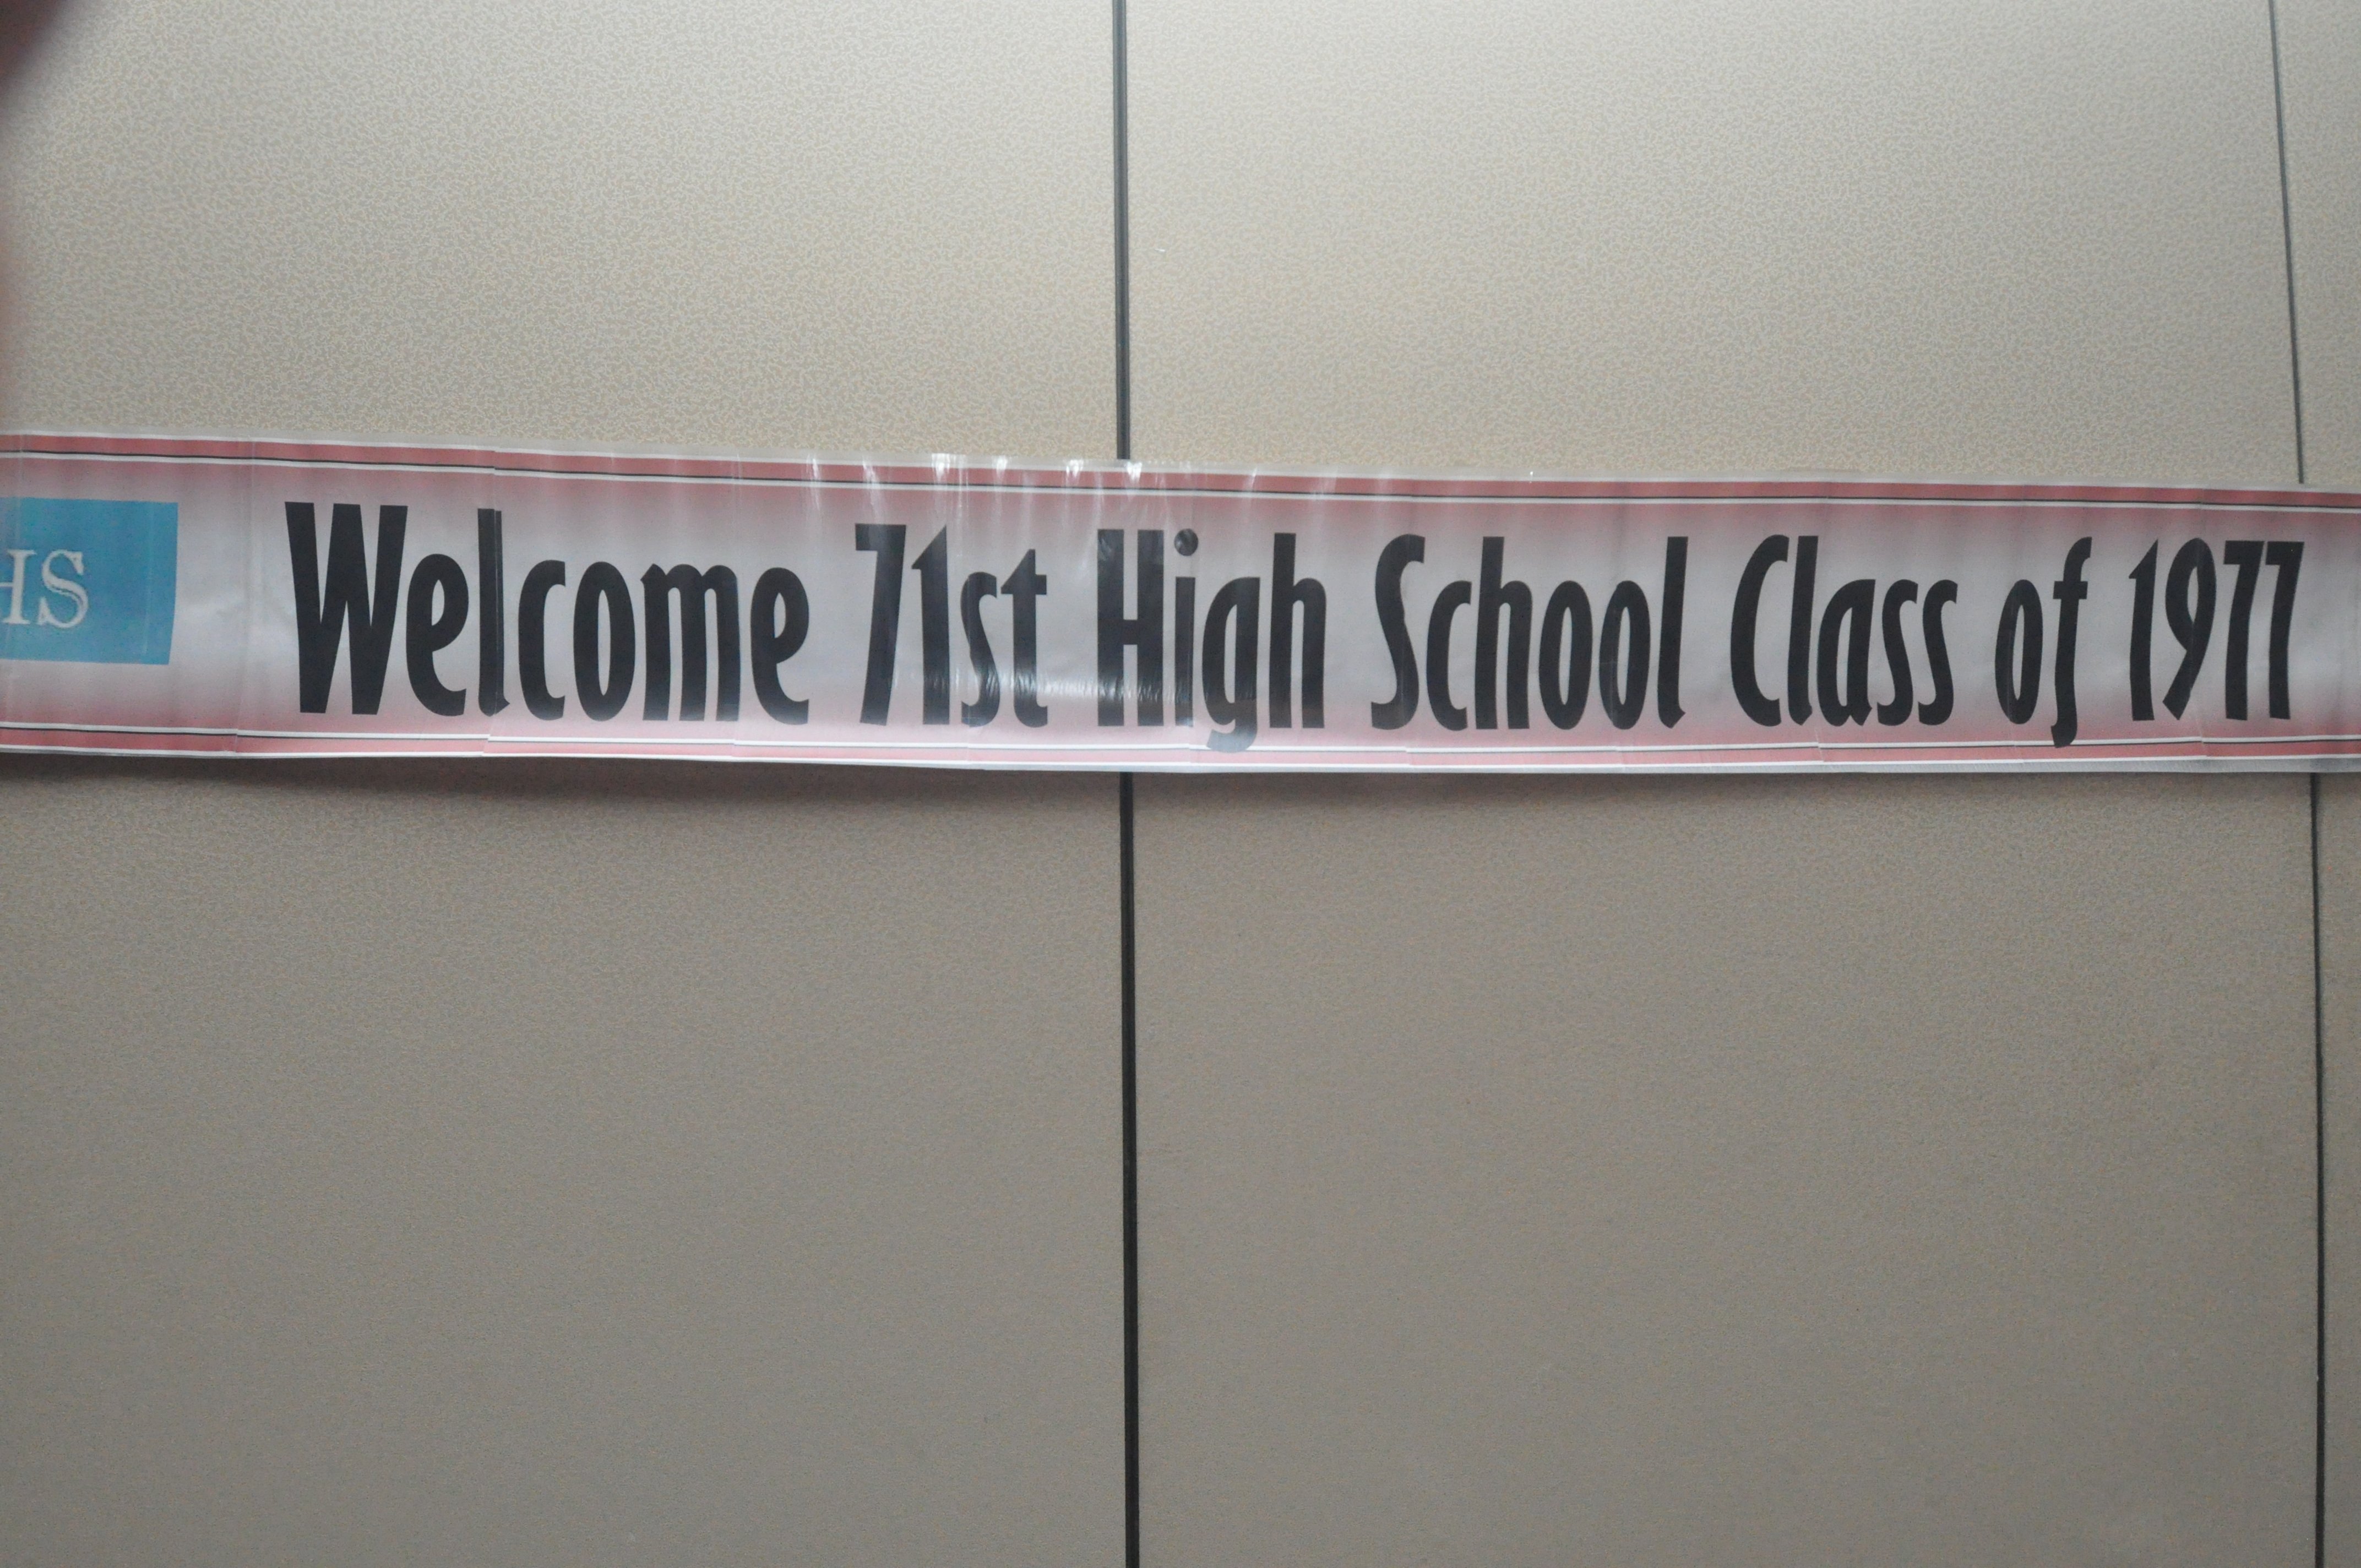 HS
Welcome 71st High School Class of 1977